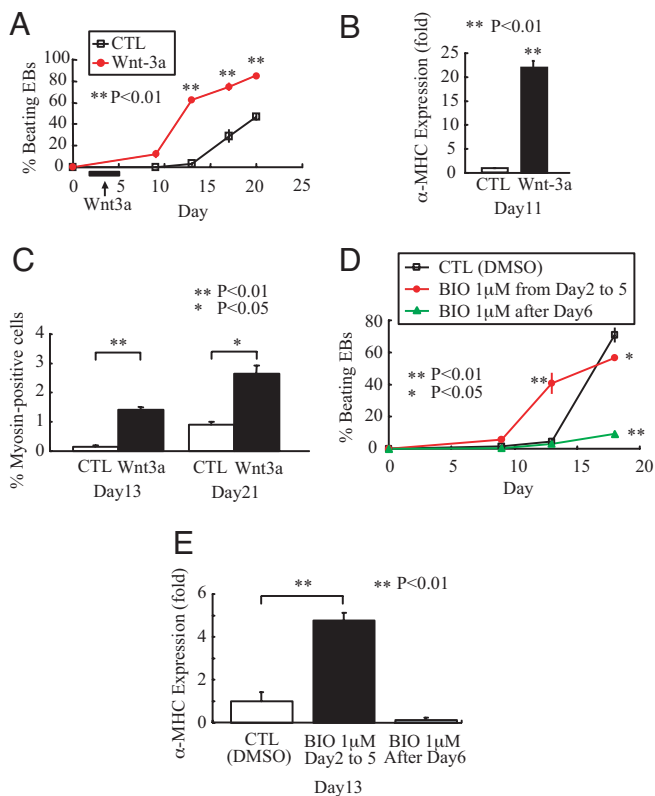 A
CTL
Wnt-3a
** P<0.01
% Beating EBs
100
80
60
40
20
0
** ** **
0 5 10 15 20 25
Wnt3a
Day
B
** P<0.01
α-MHC Expression (fold)
25
20
15
10
5
0
**
CTL Wnt-3a
Day11
C
** P<0.01
* P<0.05
% Myosin-positive cells
4
3
2
1
0
** *
CTL Wnt3a CTL Wnt3a
Day13 Day21
D
CTL (DMSO)
BIO 1μM from Day2 to 5
BIO 1μM after Day6
% Beating EBs
80
60
40
20
0
** P<0.01
* P<0.05
**
*
**
0 5 10 15 20
Day
E
** ** P<0.01
α-MHC Expression (fold)
6
4
2
0
CTL BIO 1μM BIO 1μM
(DMSO) Day2 to 5 After Day6
Day13